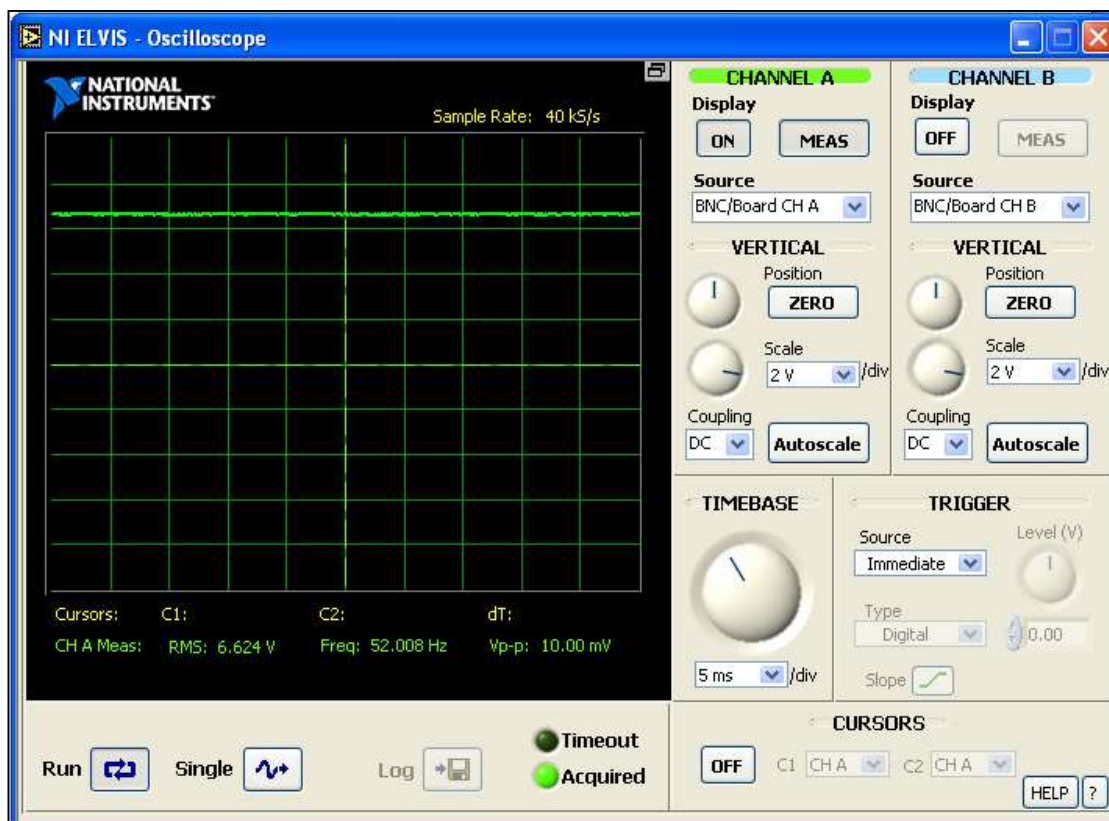 NI ELVIS - Oscilloscope
NATIONAL
INSTRUMENTS™
Sample Rate: 40 kS/s
Cursors: C1: C2: dT:
CH A Meas: RMS: 6.624 V Freq: 52.008 Hz Vp-p: 10.00 mV
CHANNEL A
Display
ON MEAS
Source
BNC/Board CH A
VERTICAL
Position
ZERO
Scale
2 V /div
Coupling
DC Autoscale
CHANNEL B
Display
OFF MEAS
Source
BNC/Board CH B
VERTICAL
Position
ZERO
Scale
2 V /div
Coupling
DC Autoscale
TIMEBASE
5 ms /div
TRIGGER
Source Level (V)
Immediate
Type
Digital 0.00
Slope
Run Single Log Timeout
Acquired
CURSORS
OFF C1 CH A C2 CH A
HELP ?